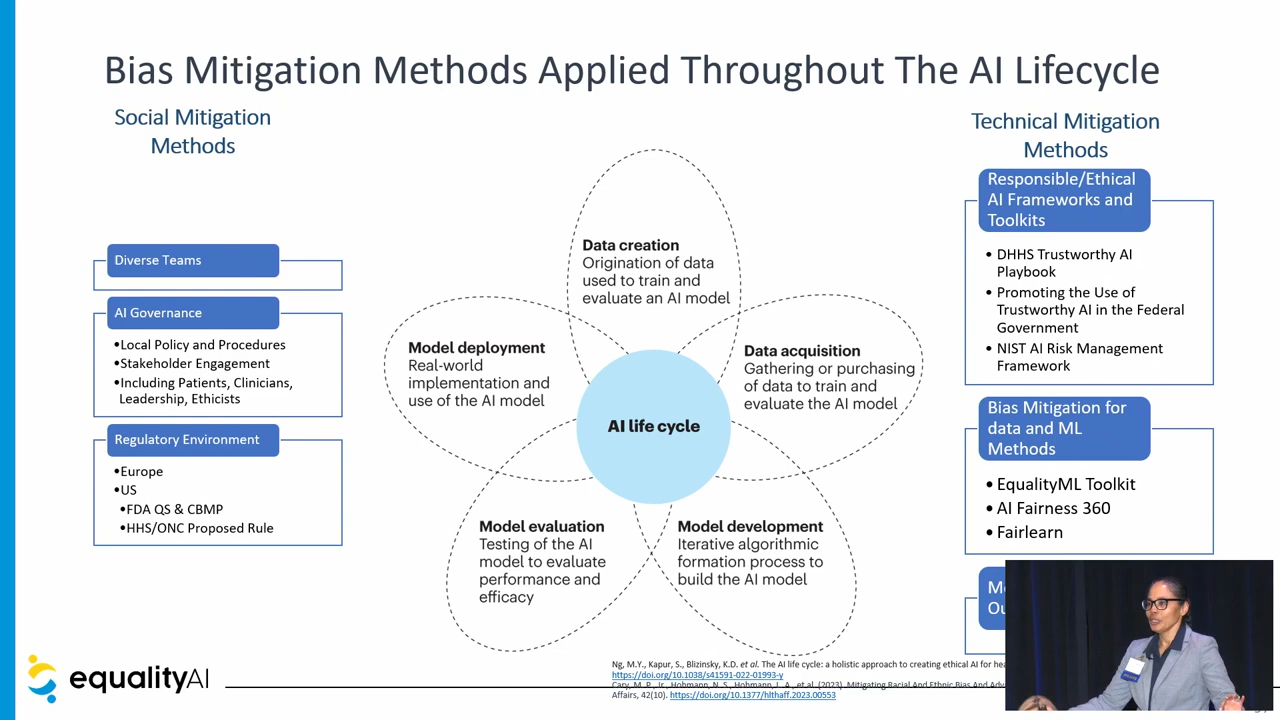 Bias Mitigation Methods Applied Throughout The AI Lifecycle
Social Mitigation
Methods
Diverse Teams
AI Governance
•Local Policy and Procedures
•Stakeholder Engagement
•Including Patients, Clinicians,
Leadership, Ethicists
Regulatory Environment
•Europe
•US
•FDA QS & CBMP
•HHS/ONC Proposed Rule
Data creation
Origination of data
used to train and
evaluate an AI model
Model deployment
Real-world
implementation and
use of the AI model
Data acquisition
Gathering or purchasing
of data to train and
evaluate the AI model
AI life cycle
Model evaluation
Testing of the AI
model to evaluate
performance and
efficacy
Model development
Iterative algorithmic
formation process to
build the AI model
Technical Mitigation
Methods
Responsible/Ethical
AI Frameworks and
Toolkits
• DHHS Trustworthy AI
Playbook
• Promoting the Use of
Trustworthy AI in the Federal
Government
• NIST AI Risk Management
Framework
Bias Mitigation for
data and ML
Methods
• EqualityML Toolkit
• AI Fairness 360
• Fairlearn
equalityAI
Ng, M.Y., Kapur, S., Blizinsky, K.D. et al. The AI life cycle: a holistic approach to creating ethical AI for
https://doi.org/10.1038/s41591-022-01993-y
Cary, M. P., Jr., Hohmann, N. S., Hohmann, L. A., et al. (2023). Mitigating Racial And Ethnic Bias And
Affairs, 42(10). https://doi.org/10.1377/hlthaff.2023.00553